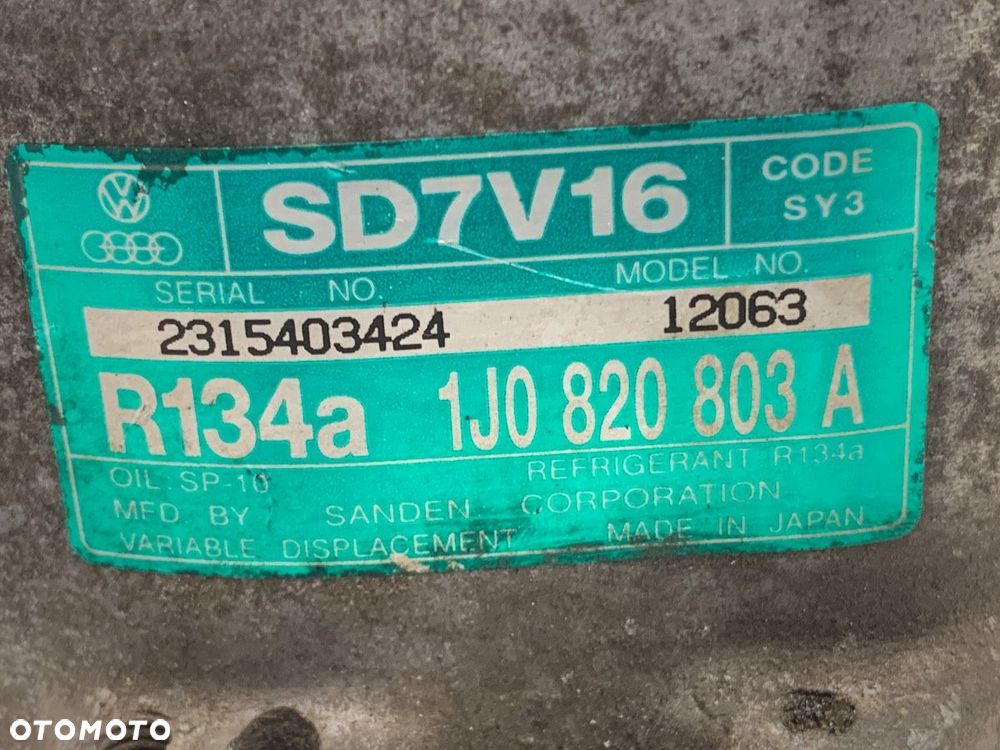 SD7V16
CODE
SY3
SERIAL NO.
MODEL NO.
2315403424
12063
R134a 1J0 820 803 A
OIL: SP-10
REFRIGERANT R134a
MFD BY SANDEN CORPORATION
VARIABLE DISPLACEMENT
MADE IN JAPAN
OTOMOTO